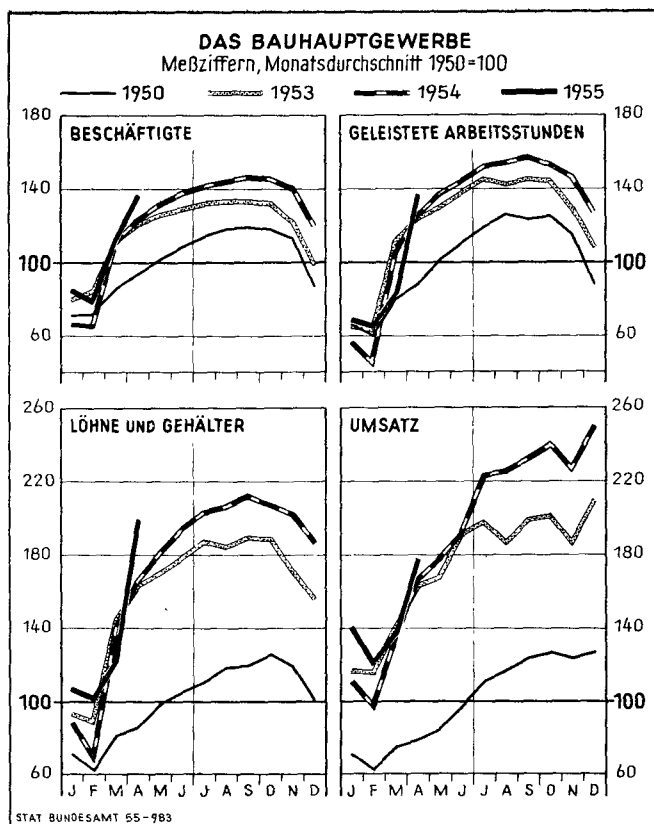 DAS BAUHAUPTGEWERBE
Meßziffern, Monatsdurchschnitt 1950=100
1950 1953 1954 1955
180 BESCHÄFTIGTE GELEISTETE ARBEITSSTUNDEN 180
140 140
100 100
60 60
260 LÖHNE UND GEHÄLTER UMSATZ 260
220 220
180 180
140 140
100 100
60 60
J F M A M J J A S O N D J F M A M J J A S O N D
STAT BUNDESAMT 55-983